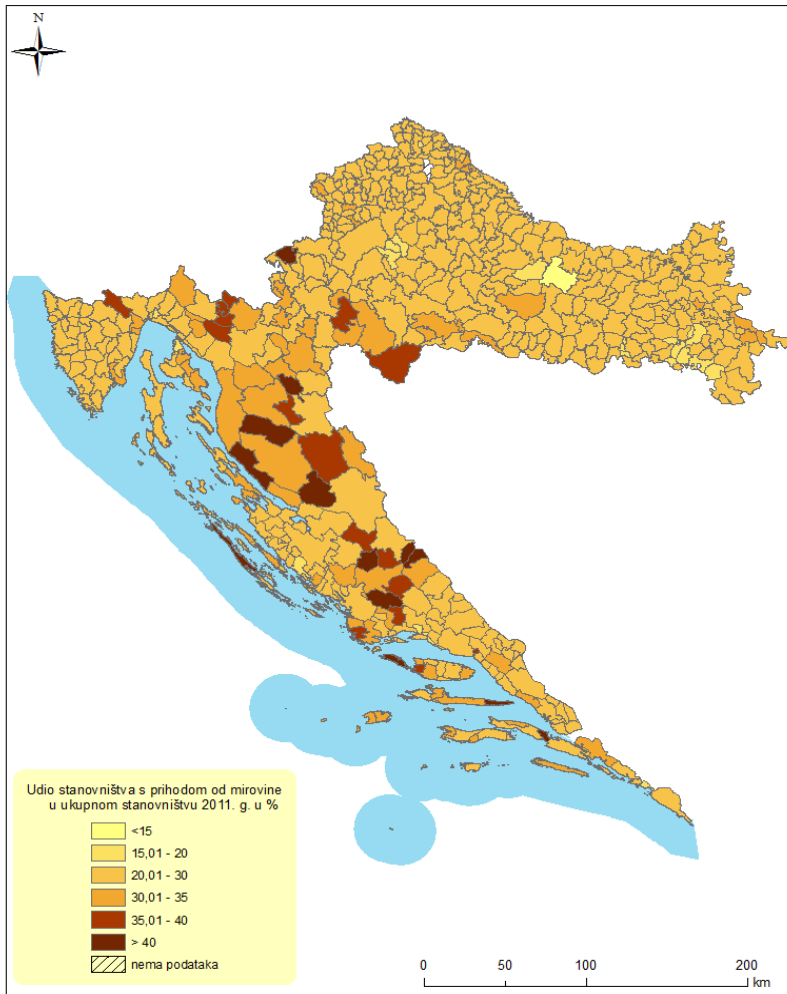 N
Udio stanovništva s prihodom od mirovine
u ukupnom stanovništvu 2011. g. u %
<15
15,01 - 20
20,01 - 30
30,01 - 35
35,01 - 40
> 40
nema podataka
0 50 100 200
km